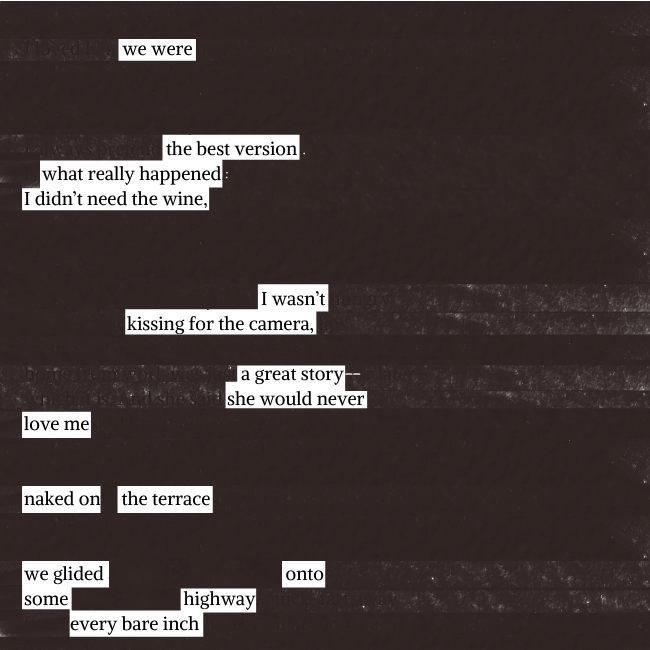 we were
the best version .
what really happened :
I didn't need the wine,
I wasn't
kissing for the camera,
a great story--
she would never
love me
naked on the terrace
we glided onto
some highway
every bare inch